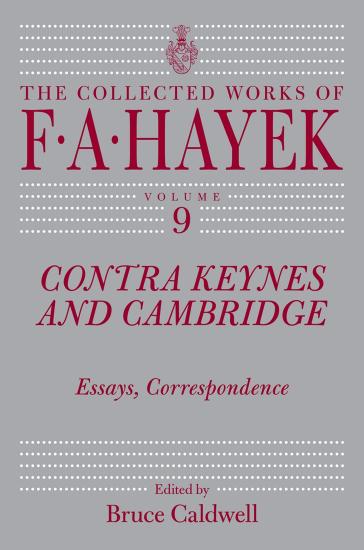 THE COLLECTED WORKS OF
F·A·HAYEK
VOLUME
9
CONTRA KEYNES
AND CAMBRIDGE
Essays, Correspondence
Edited by
Bruce Caldwell